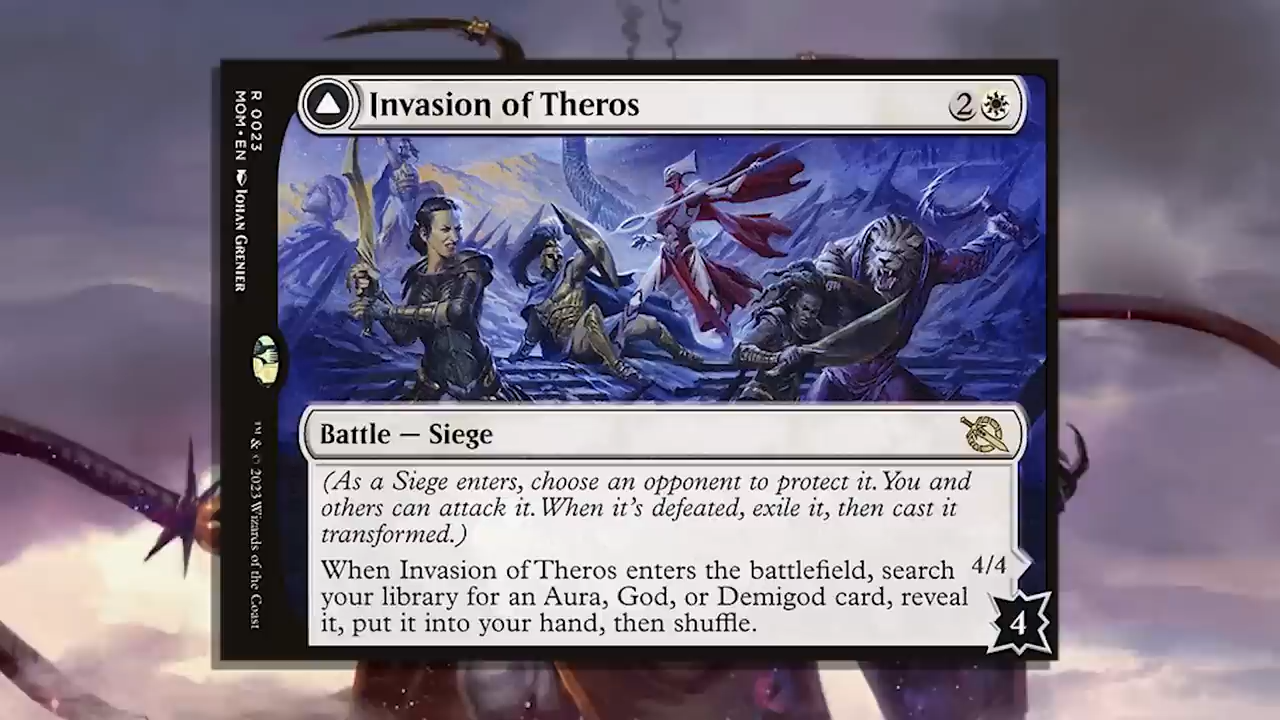 Invasion of Theros
2
Battle — Siege
(As a Siege enters, choose an opponent to protect it. You and
others can attack it. When it's defeated, exile it, then cast it
transformed.)
When Invasion of Theros enters the battlefield, search
your library for an Aura, God, or Demigod card, reveal
it, put it into your hand, then shuffle.
4/4
4
R 0023
MOM • EN JOHAN GRENIER
™ & © 2023 Wizards of the Coast